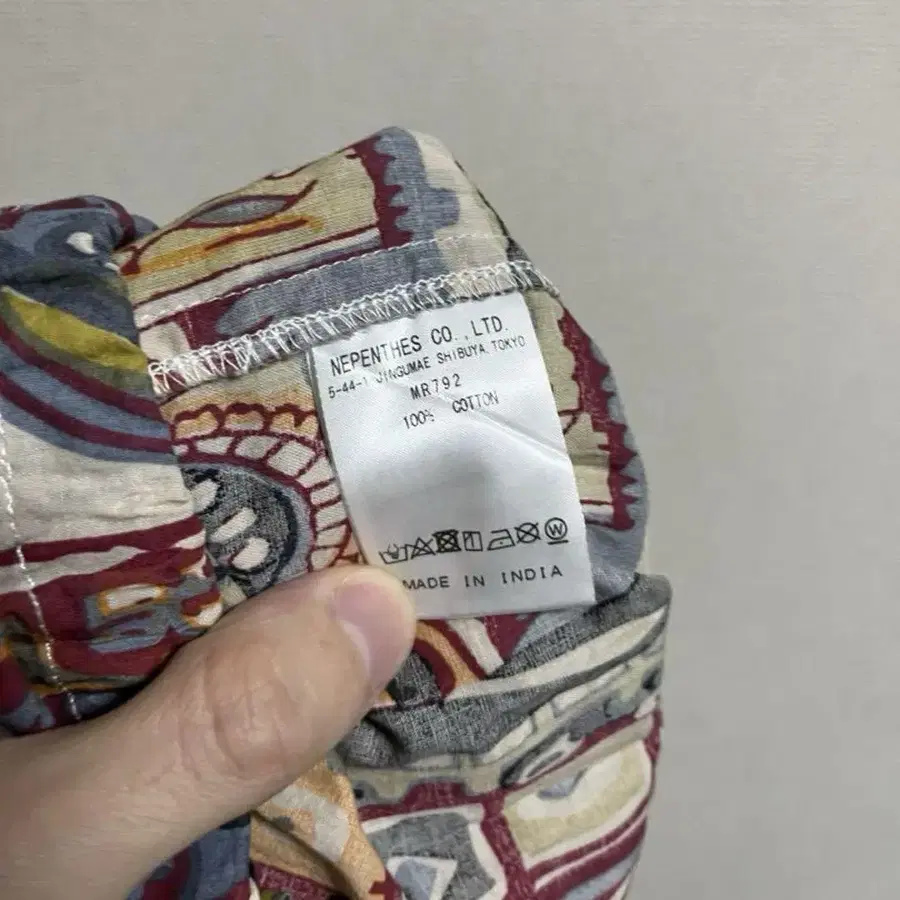 NEPENTHES CO.,LTD.
5-44-1 JINGUMAE SHIBUYA.TOKYO
MR792
100% COTTON
W
MADE IN INDIA